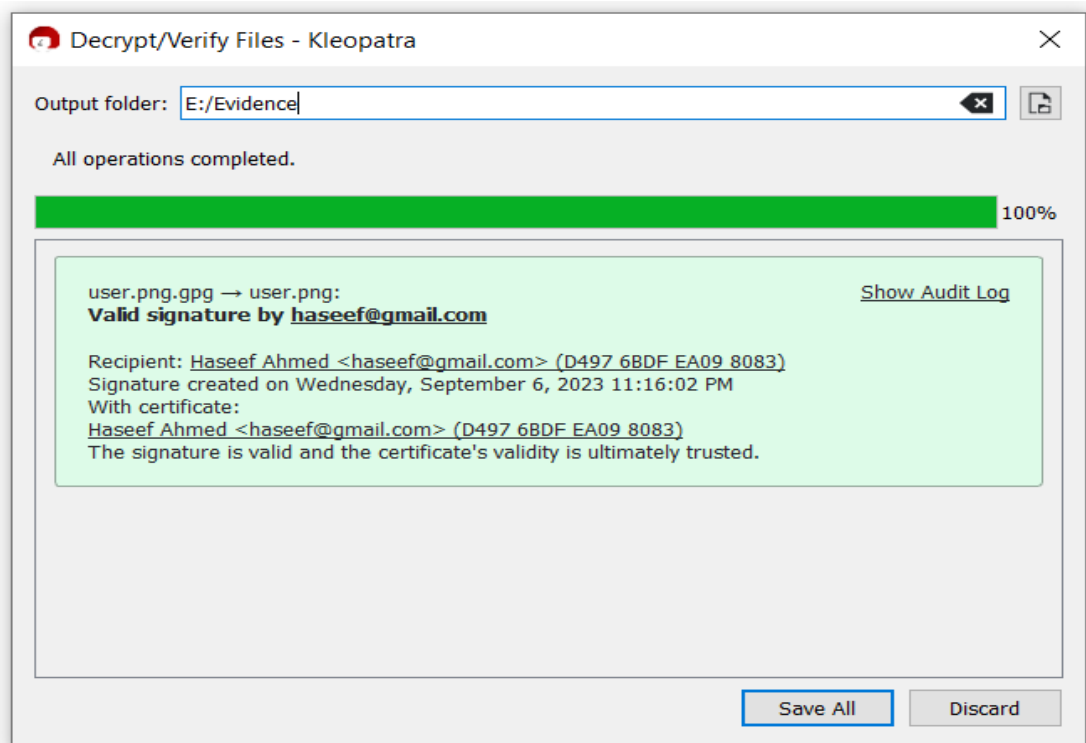 Decrypt/Verify Files - Kleopatra
Output folder: E:/Evidence
All operations completed.
100%
user.png.gpg → user.png: Show Audit Log
Valid signature by haseef@gmail.com
Recipient: Haseef Ahmed <haseef@gmail.com> (D497 6BDF EA09 8083)
Signature created on Wednesday, September 6, 2023 11:16:02 PM
With certificate:
Haseef Ahmed <haseef@gmail.com> (D497 6BDF EA09 8083)
The signature is valid and the certificate's validity is ultimately trusted.
Save All Discard